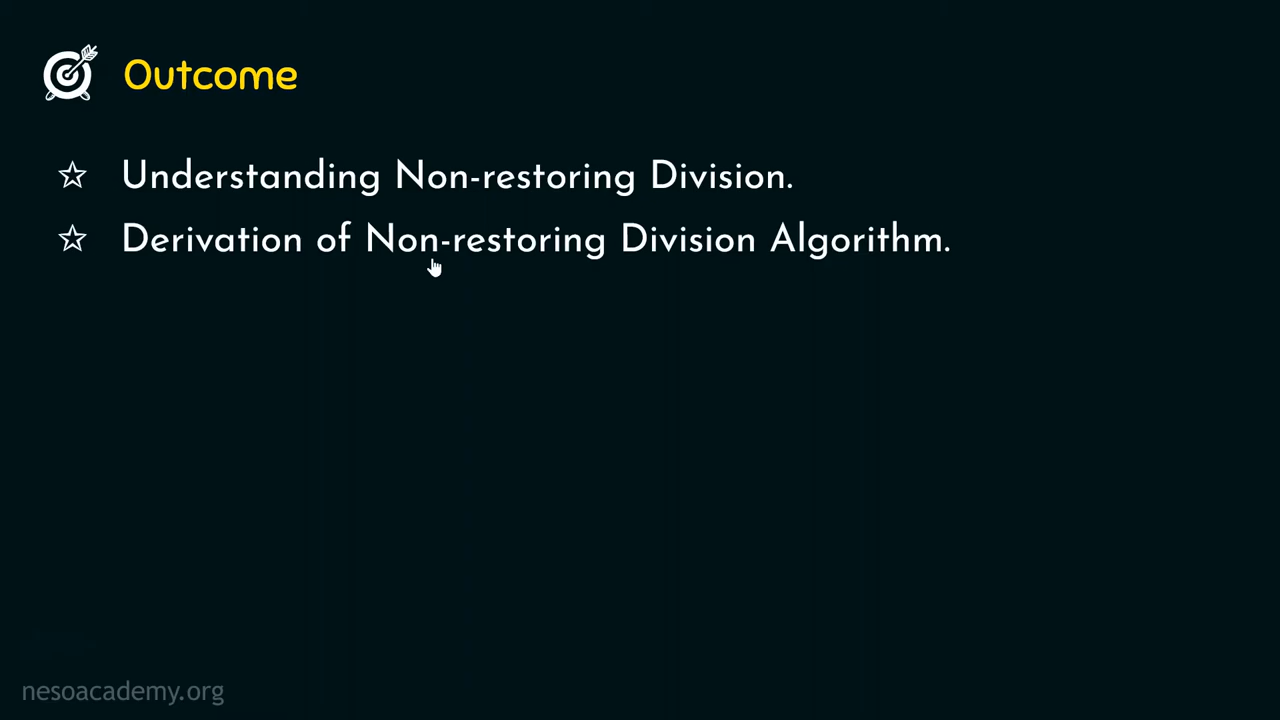 Outcome
Understanding Non-restoring Division.
Derivation of Non-restoring Division Algorithm.
nesoacademy.org